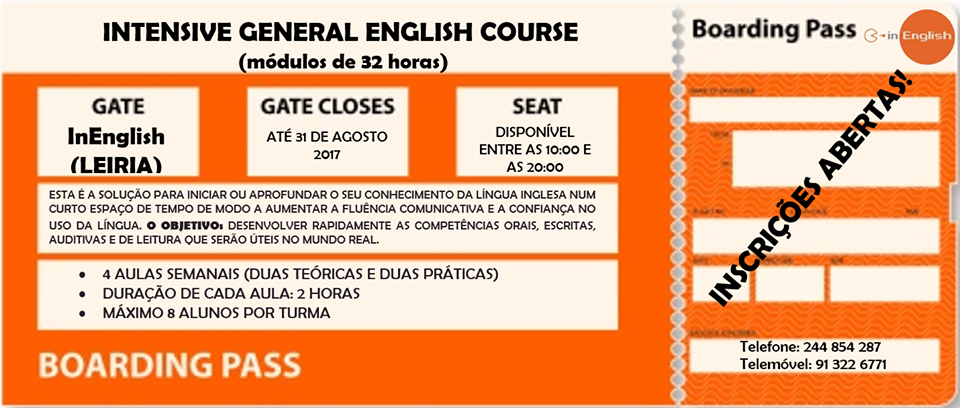 INTENSIVE GENERAL ENGLISH COURSE
(módulos de 32 horas)
GATE
InEnglish
(LEIRIA)
GATE CLOSES
ATÉ 31 DE AGOSTO
2017
SEAT
DISPONÍVEL
ENTRE AS 10:00 E
AS 20:00
ESTA É A SOLUÇÃO PARA INICIAR OU APROFUNDAR O SEU CONHECIMENTO DA LÍNGUA INGLESA NUM
CURTO ESPAÇO DE TEMPO DE MODO A AUMENTAR A FLUÊNCIA COMUNICATIVA E A CONFIANÇA NO
USO DA LÍNGUA. O OBJETIVO: DESENVOLVER RAPIDAMENTE AS COMPETÊNCIAS ORAIS, ESCRITAS,
AUDITIVAS E DE LEITURA QUE SERÃO ÚTEIS NO MUNDO REAL.
• 4 AULAS SEMANAIS (DUAS TEÓRICAS E DUAS PRÁTICAS)
• DURAÇÃO DE CADA AULA: 2 HORAS
• MÁXIMO 8 ALUNOS POR TURMA
BOARDING PASS
Boarding Pass
in English
INSCRIÇÕES ABERTAS!
Telefone: 244 854 287
Telemóvel: 91 322 6771